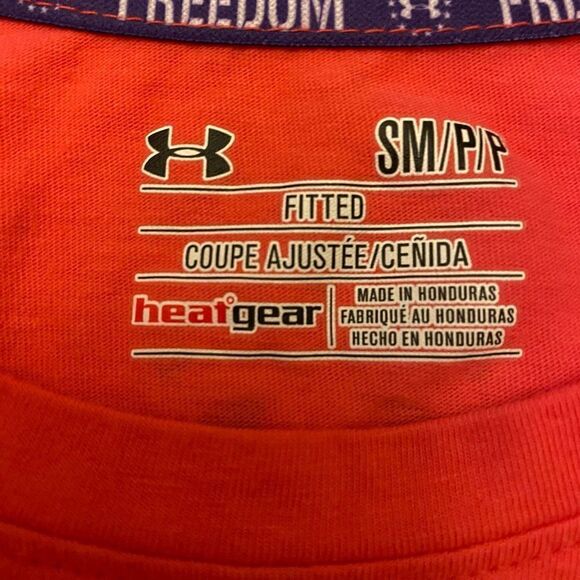 FREEDOM
SM/P/P
FITTED
COUPE AJUSTÉE/CEÑIDA
heatgear
MADE IN HONDURAS
FABRIQUÉ AU HONDURAS
HECHO EN HONDURAS